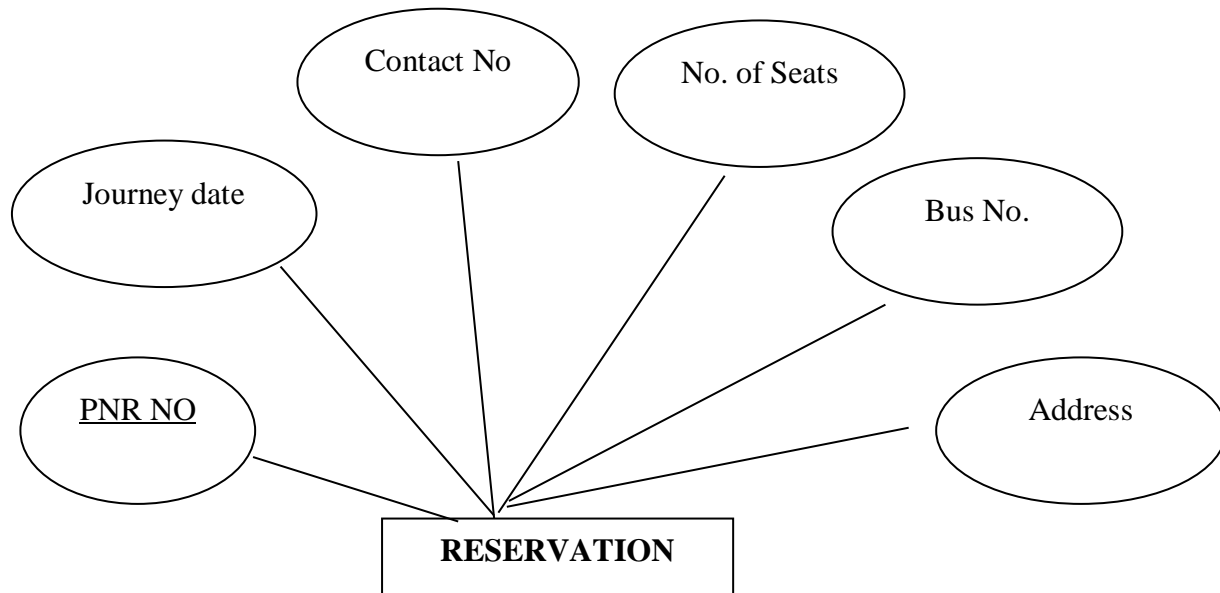 Contact No
No. of Seats
Journey date
Bus No.
PNR NO
Address
RESERVATION